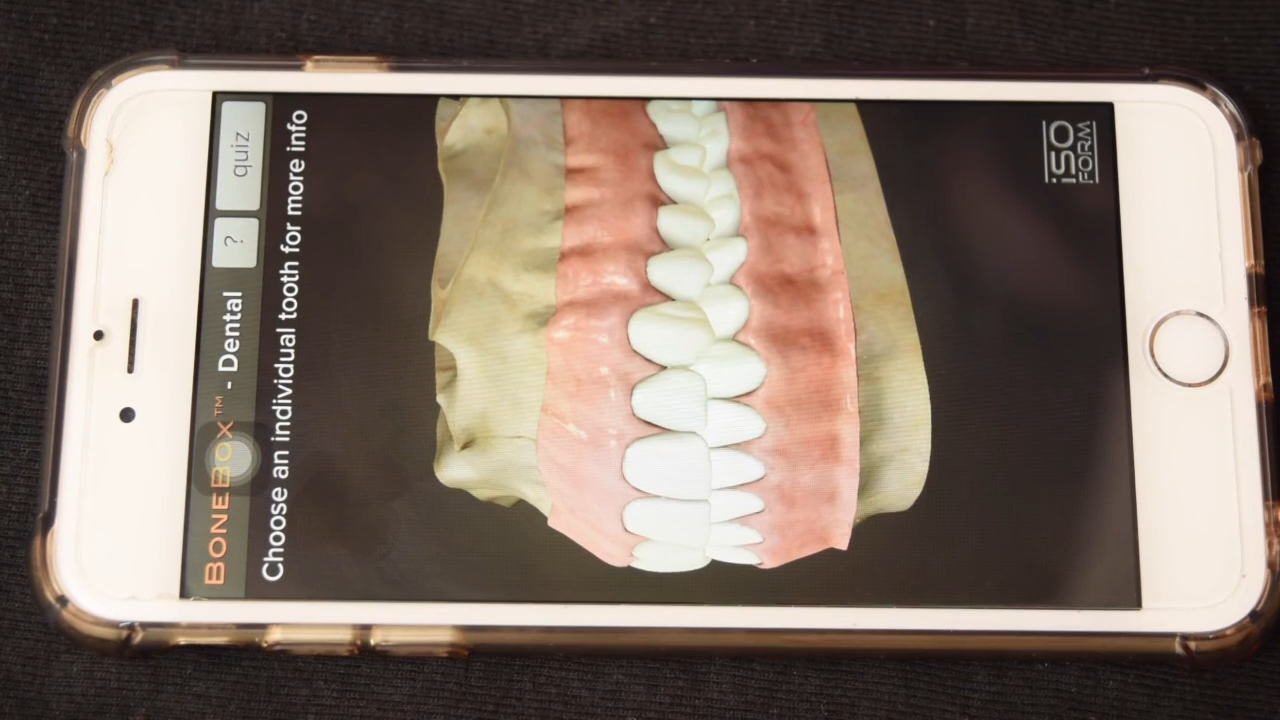 BONEBOX™ - Dental
?
quiz
Choose an individual tooth for more info
iSO
FORM